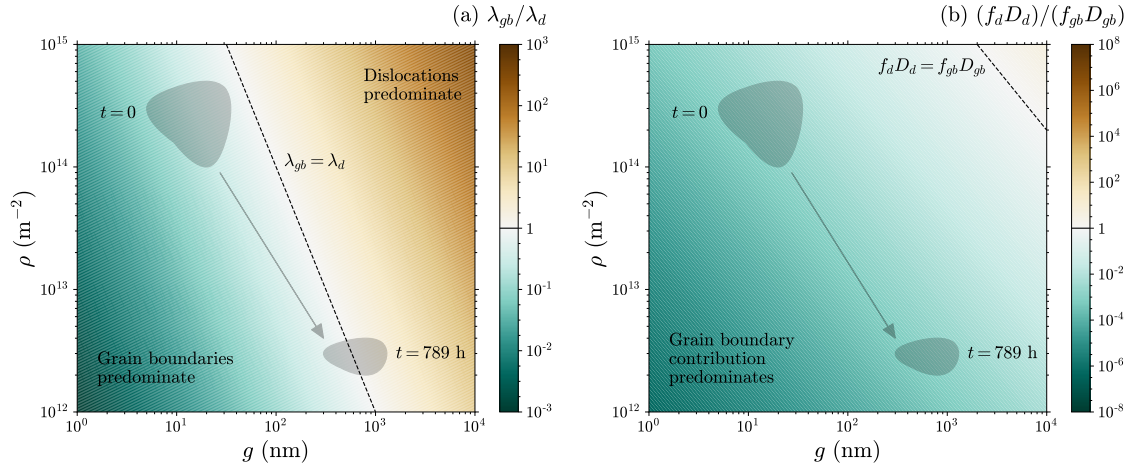 (a) λ_gb/λ_d
10^15
10^14
10^13
10^12
ρ (m^−2)
10^0
10^1
10^2
10^3
10^4
g (nm)
t = 0
Dislocations
predominate
λ_gb = λ_d
t = 789 h
Grain boundaries
predominate
10^3
10^2
10^1
1
10^-1
10^-2
10^-3
(b) (f_d D_d)/(f_gb D_gb)
10^15
10^14
10^13
10^12
ρ (m^−2)
10^0
10^1
10^2
10^3
10^4
g (nm)
t = 0
f_d D_d = f_gb D_gb
t = 789 h
Grain boundary
contribution
predominates
10^8
10^6
10^4
10^2
1
10^-2
10^-4
10^-6
10^-8